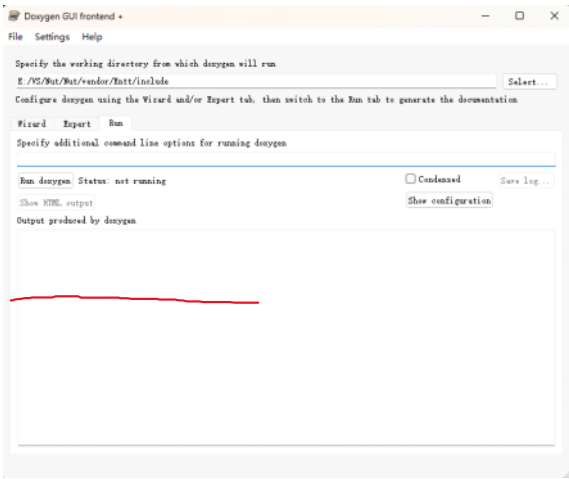 Doxygen GUI frontend +
File Settings Help
Specify the working directory from which doxygen will run
E:/VS/Nut/Nut/vendor/Entt/include Select...
Configure doxygen using the Wizard and/or Expert tab, then switch to the Run tab to generate the documentation
Wizard Expert Run
Specify additional command line options for running doxygen
Run doxygen Status: not running Condensed Save log...
Show HTML output Show configuration
Output produced by doxygen